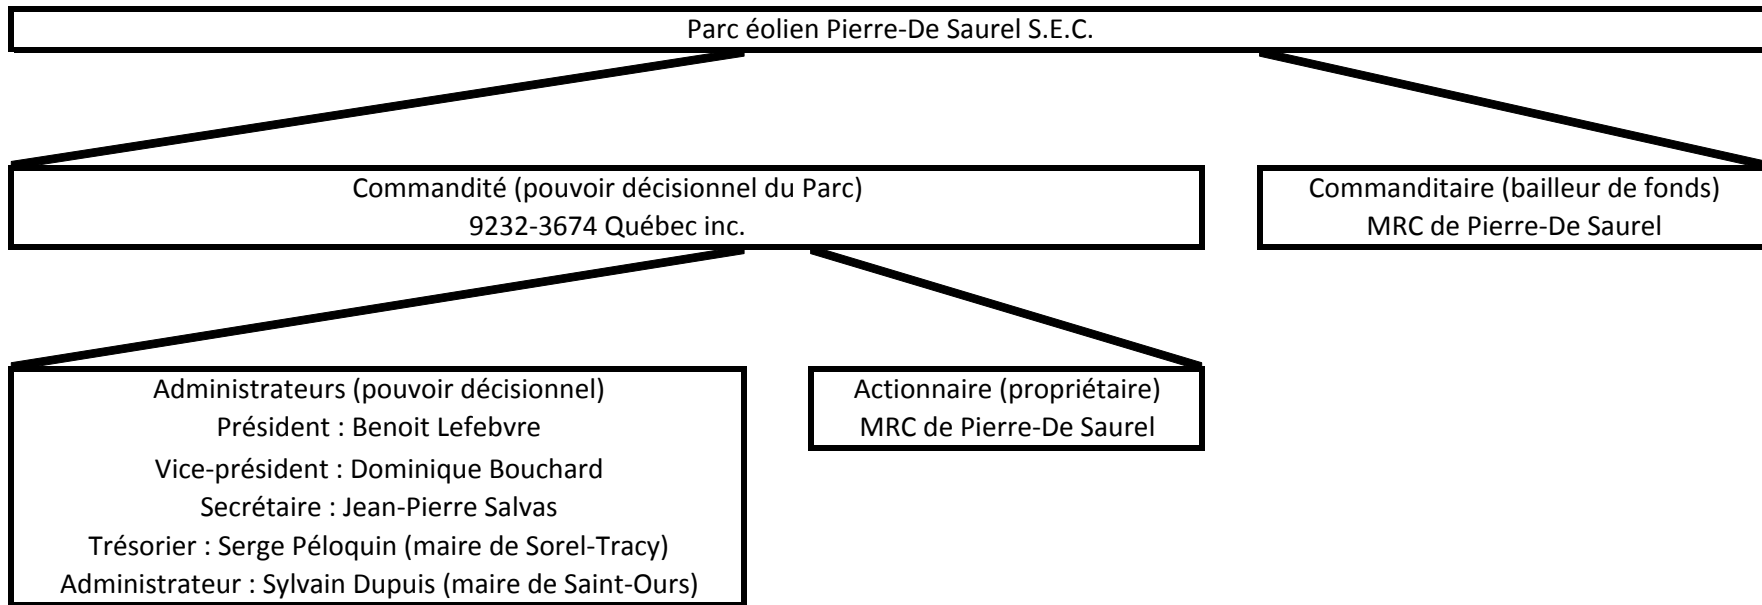 Parc éolien Pierre-De Saurel S.E.C.
Commandité (pouvoir décisionnel du Parc)
9232-3674 Québec inc.
Commanditaire (bailleur de fonds)
MRC de Pierre-De Saurel
Administrateurs (pouvoir décisionnel)
Président : Benoit Lefebvre
Vice-président : Dominique Bouchard
Secrétaire : Jean-Pierre Salvas
Trésorier : Serge Péloquin (maire de Sorel-Tracy)
Administrateur : Sylvain Dupuis (maire de Saint-Ours)
Actionnaire (propriétaire)
MRC de Pierre-De Saurel